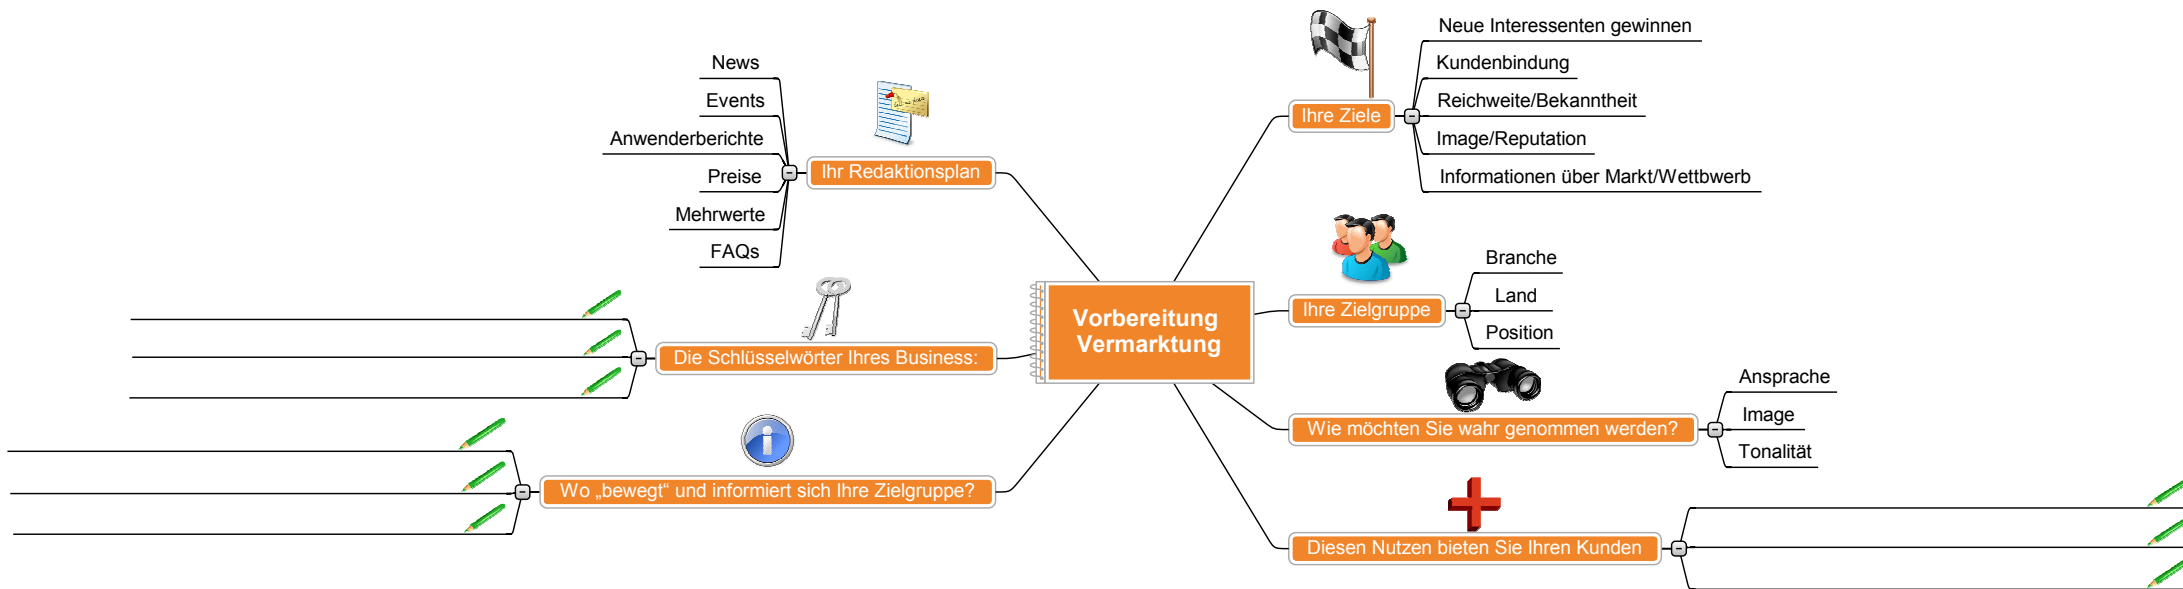 Vorbereitung
Vermarktung
Ihre Ziele
Neue Interessenten gewinnen
Kundenbindung
Reichweite/Bekanntheit
Image/Reputation
Informationen über Markt/Wettbwerb
Ihre Zielgruppe
Branche
Land
Position
Wie möchten Sie wahr genommen werden?
Ansprache
Image
Tonalität
Diesen Nutzen bieten Sie Ihren Kunden
Ihr Redaktionsplan
News
Events
Anwenderberichte
Preise
Mehrwerte
FAQs
Die Schlüsselwörter Ihres Business:
Wo „bewegt“ und informiert sich Ihre Zielgruppe?